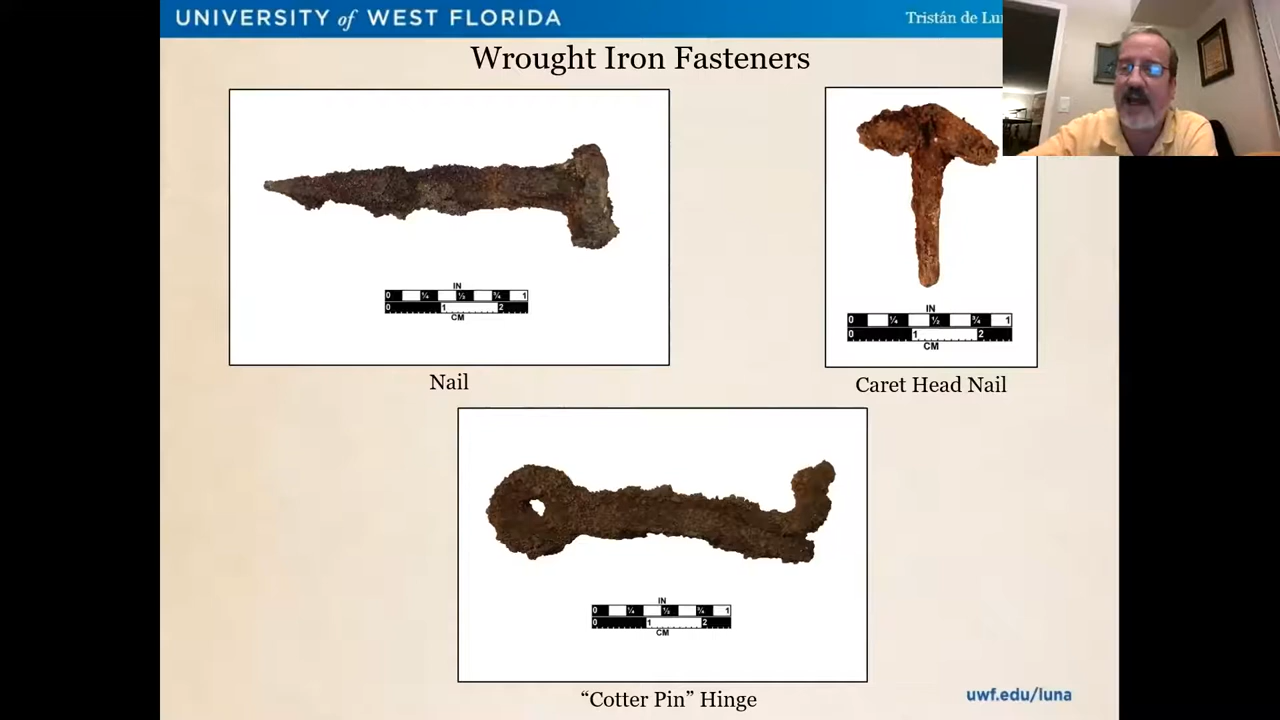 UNIVERSITY of WEST FLORIDA
Tristán de
Wrought Iron Fasteners
IN
0 ¼ ½ ¾ 1
0 1 2
CM
IN
0 ¼ ½ ¾ 1
0 1 2
CM
Nail
Caret Head Nail
IN
0 ¼ ½ ¾ 1
0 1 2
CM
“Cotter Pin” Hinge
uwf.edu/luna